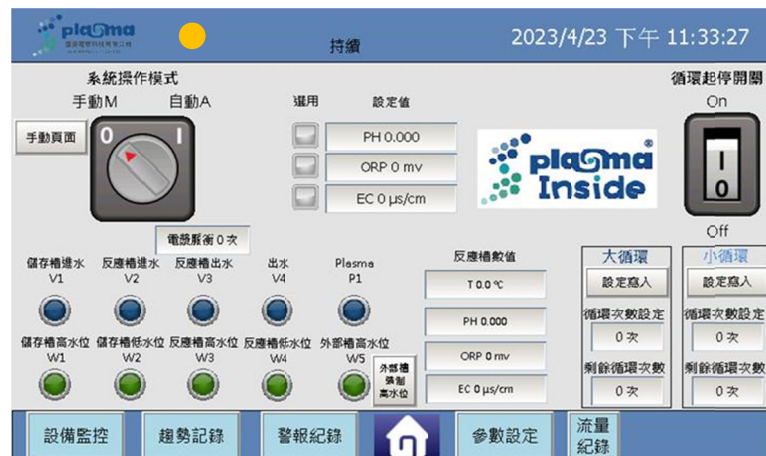 plasma
持續
2023/4/23 下午 11:33:27
系統操作模式
手動M
自動A
手動頁面
0
I
選用
設定值
PH 0.000
ORP 0 mv
EC 0 µs/cm
plasma
Inside
循環起停開關
On
I
0
Off
電漿脈衝 0 次
儲存槽進水
V1
反應槽進水
V2
反應槽出水
V3
出水
V4
Plasma
P1
儲存槽高水位
W1
儲存槽低水位
W2
反應槽高水位
W3
反應槽低水位
W4
外部槽高水位
W5
外部槽
強制
高水位
反應槽數值
T 0.0 ℃
PH 0.000
ORP 0 mv
EC 0 µs/cm
大循環
設定寫入
循環次數設定
0 次
剩餘循環次數
0 次
小循環
設定寫入
循環次數設定
0 次
剩餘循環次數
0 次
設備監控
趨勢記錄
警報紀錄
參數設定
流量
紀錄